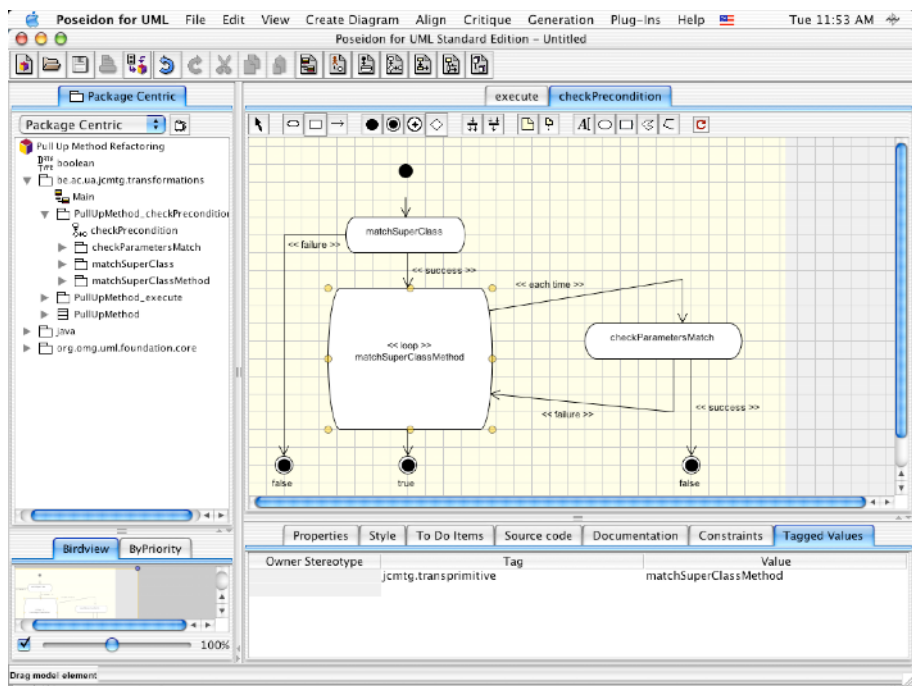 Poseidon for UML File Edit View Create Diagram Align Critique Generation Plug-Ins Help Tue 11:53 AM
Poseidon for UML Standard Edition – Untitled
Package Centric
execute checkPrecondition
Package Centric
Pull Up Method Refactoring
boolean
be.ac.ua.jcmtg.transformations
Main
PullUpMethod_checkPrecondition
checkPrecondition
checkParametersMatch
matchSuperClass
matchSuperClassMethod
PullUpMethod_execute
PullUpMethod
java
org.omg.uml.foundation.core
matchSuperClass
<< failure >>
<< success >>
<< each time >>
<< loop >>
matchSuperClassMethod
checkParametersMatch
<< failure >>
<< success >>
false
true
false
Properties Style To Do Items Source code Documentation Constraints Tagged Values
Owner Stereotype Tag Value
jcmtg.transprimitive matchSuperClassMethod
Birdview ByPriority
100%
Drag model element